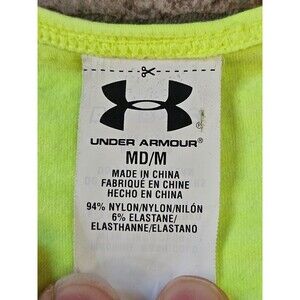 UNDER ARMOUR®
MD/M
MADE IN CHINA
FABRIQUÉ EN CHINE
HECHO EN CHINA
94% NYLON/NYLON/NILÓN
6% ELASTANE/
ELASTHANNE/ELASTANO